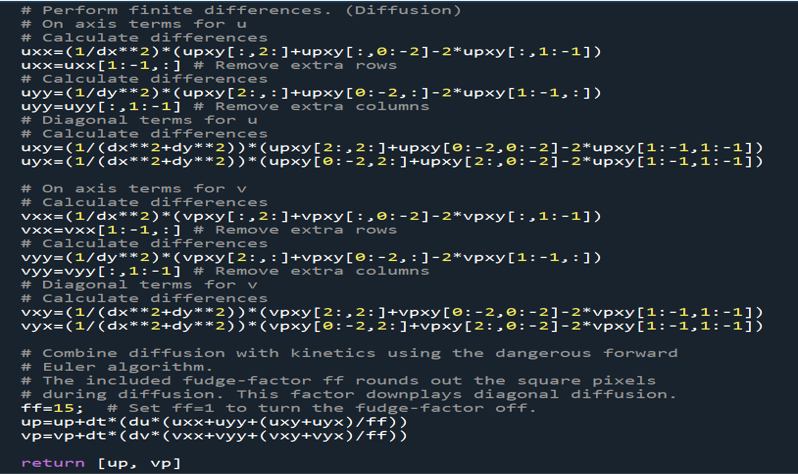 # Perform finite differences. (Diffusion)
# On axis terms for u
# Calculate differences
uxx=(1/dx**2)*(upxy[:,2:]+upxy[:,0:-2]-2*upxy[:,1:-1])
uxx=uxx[1:-1,:] # Remove extra rows
# Calculate differences
uyy=(1/dy**2)*(upxy[2:,:]+upxy[0:-2,:]-2*upxy[1:-1,:])
uyy=uyy[:,1:-1] # Remove extra columns
# Diagonal terms for u
# Calculate differences
uxy=(1/(dx**2+dy**2))*(upxy[2:,2:]+upxy[0:-2,0:-2]-2*upxy[1:-1,1:-1])
uyx=(1/(dx**2+dy**2))*(upxy[0:-2,2:]+upxy[2:,0:-2]-2*upxy[1:-1,1:-1])
# On axis terms for v
# Calculate differences
vxx=(1/dx**2)*(vpxy[:,2:]+vpxy[:,0:-2]-2*vpxy[:,1:-1])
vxx=vxx[1:-1,:] # Remove extra rows
# Calculate differences
vyy=(1/dy**2)*(vpxy[2:,:]+vpxy[0:-2,:]-2*vpxy[1:-1,:])
vyy=vyy[:,1:-1] # Remove extra columns
# Diagonal terms for v
# Calculate differences
vxy=(1/(dx**2+dy**2))*(vpxy[2:,2:]+vpxy[0:-2,0:-2]-2*vpxy[1:-1,1:-1])
vyx=(1/(dx**2+dy**2))*(vpxy[0:-2,2:]+vpxy[2:,0:-2]-2*vpxy[1:-1,1:-1])
# Combine diffusion with kinetics using the dangerous forward
# Euler algorithm.
# The included fudge-factor ff rounds out the square pixels
# during diffusion. This factor downplays diagonal diffusion.
ff=15;  # Set ff=1 to turn the fudge-factor off.
up=up+dt*(du*(uxx+uyy+(uxy+uyx)/ff))
vp=vp+dt*(dv*(vxx+vyy+(vxy+vyx)/ff))
return [up, vp]